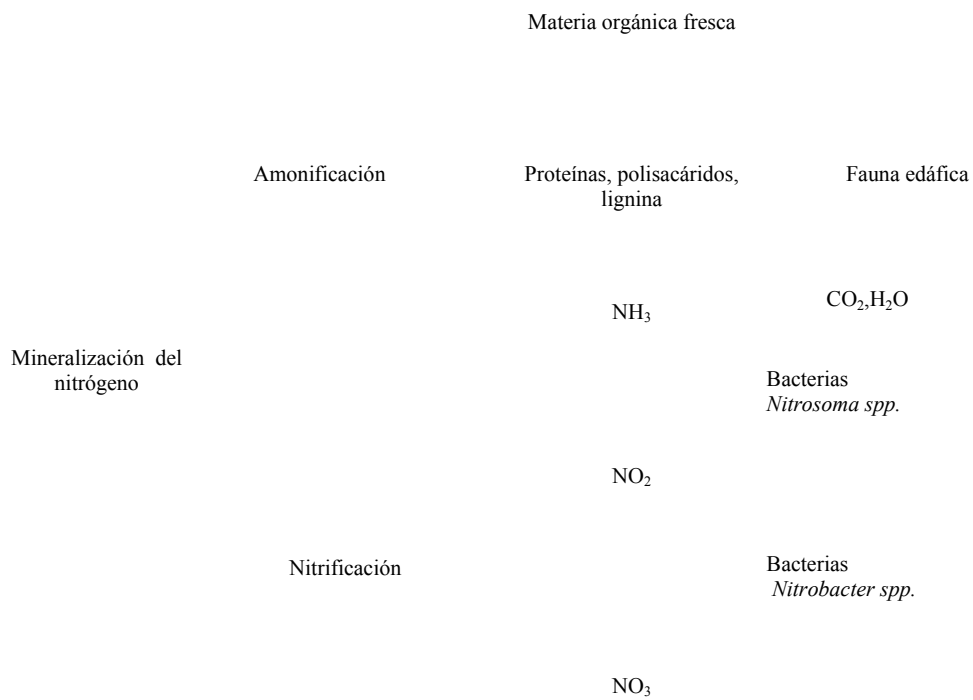 Materia orgánica fresca
Amonificación
Proteínas, polisacáridos,
lignina
Fauna edáfica
CO₂,H₂O
NH₃
Mineralización del
nitrógeno
Bacterias
Nitrosoma spp.
NO₂
Nitrificación
Bacterias
Nitrobacter spp.
NO₃